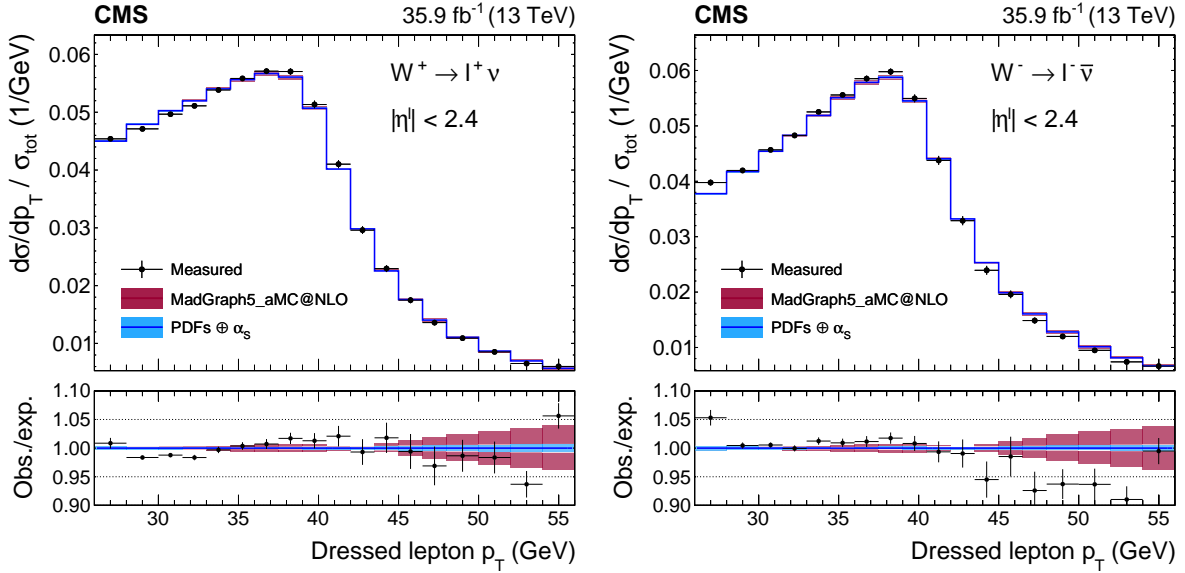 CMS 35.9 fb⁻¹ (13 TeV)
dσ/dp_T / σ_tot (1/GeV)
0.06
0.05
0.04
0.03
0.02
0.01
W⁺ → l⁺ ν
|ηˡ| < 2.4
Measured
MadGraph5_aMC@NLO
PDFs ⊕ α_S
Obs./exp.
1.10
1.05
1.00
0.95
0.90
30 35 40 45 50 55
Dressed lepton p_T (GeV)
CMS 35.9 fb⁻¹ (13 TeV)
dσ/dp_T / σ_tot (1/GeV)
0.06
0.05
0.04
0.03
0.02
0.01
W⁻ → l⁻ ν̄
|ηˡ| < 2.4
Measured
MadGraph5_aMC@NLO
PDFs ⊕ α_S
Obs./exp.
1.10
1.05
1.00
0.95
0.90
30 35 40 45 50 55
Dressed lepton p_T (GeV)